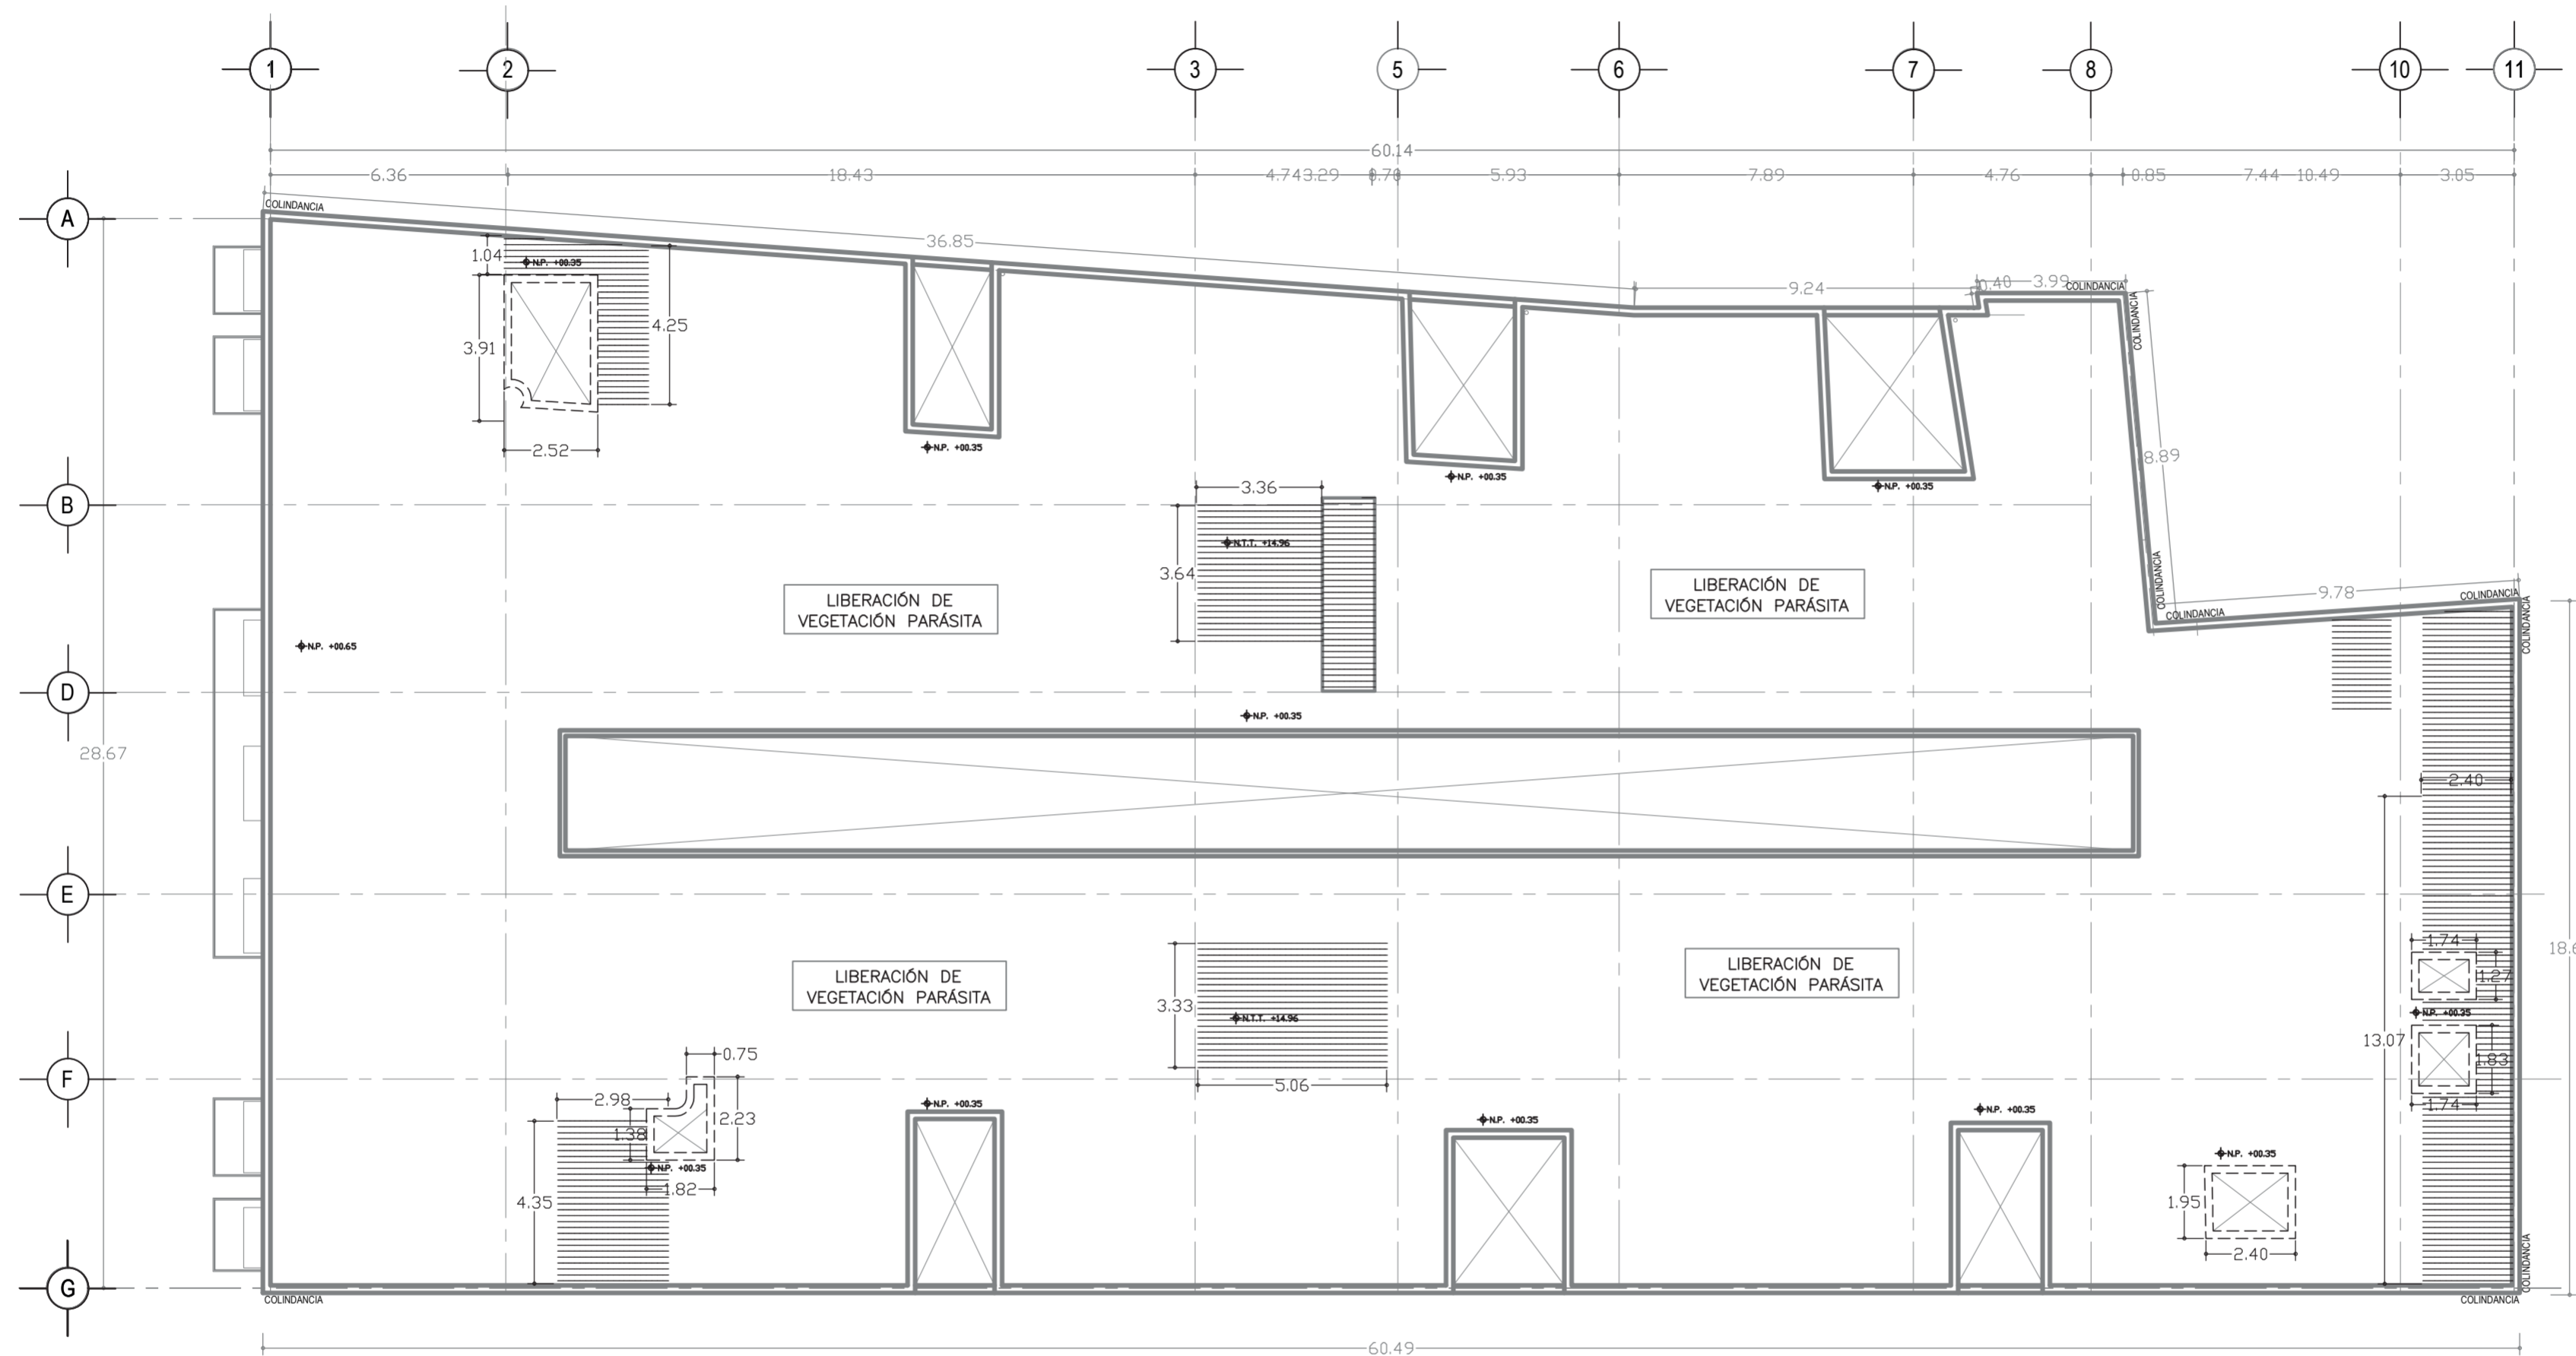 1 2 3 5 6 7 8 10 11
60.14
6.36 18.43 4.74 3.29 5.93 7.89 4.76 0.85 7.44 10.49 3.05
A
COLINDANCIA
36.85
1.04
N.P. +00.35
4.25
3.91
2.52
9.24
0.40
3.99
COLINDANCIA
COLINDANCIA
8.89
N.P. +00.35
N.P. +00.35
N.P. +00.35
B
3.36
N.T.T. +14.96
3.64
LIBERACIÓN DE
VEGETACIÓN PARÁSITA
LIBERACIÓN DE
VEGETACIÓN PARÁSITA
COLINDANCIA
COLINDANCIA
9.78
COLINDANCIA
COLINDANCIA
N.P. +00.65
D
N.P. +00.35
28.67
2.40
E
LIBERACIÓN DE
VEGETACIÓN PARÁSITA
LIBERACIÓN DE
VEGETACIÓN PARÁSITA
3.33
N.T.T. +14.96
5.06
1.74
1.27
N.P. +00.35
13.07
1.83
1.74
F
0.75
2.98
2.23
1.38
N.P. +00.35
1.82
4.35
N.P. +00.35
N.P. +00.35
N.P. +00.35
N.P. +00.35
1.95
2.40
COLINDANCIA
G
COLINDANCIA
COLINDANCIA
60.49